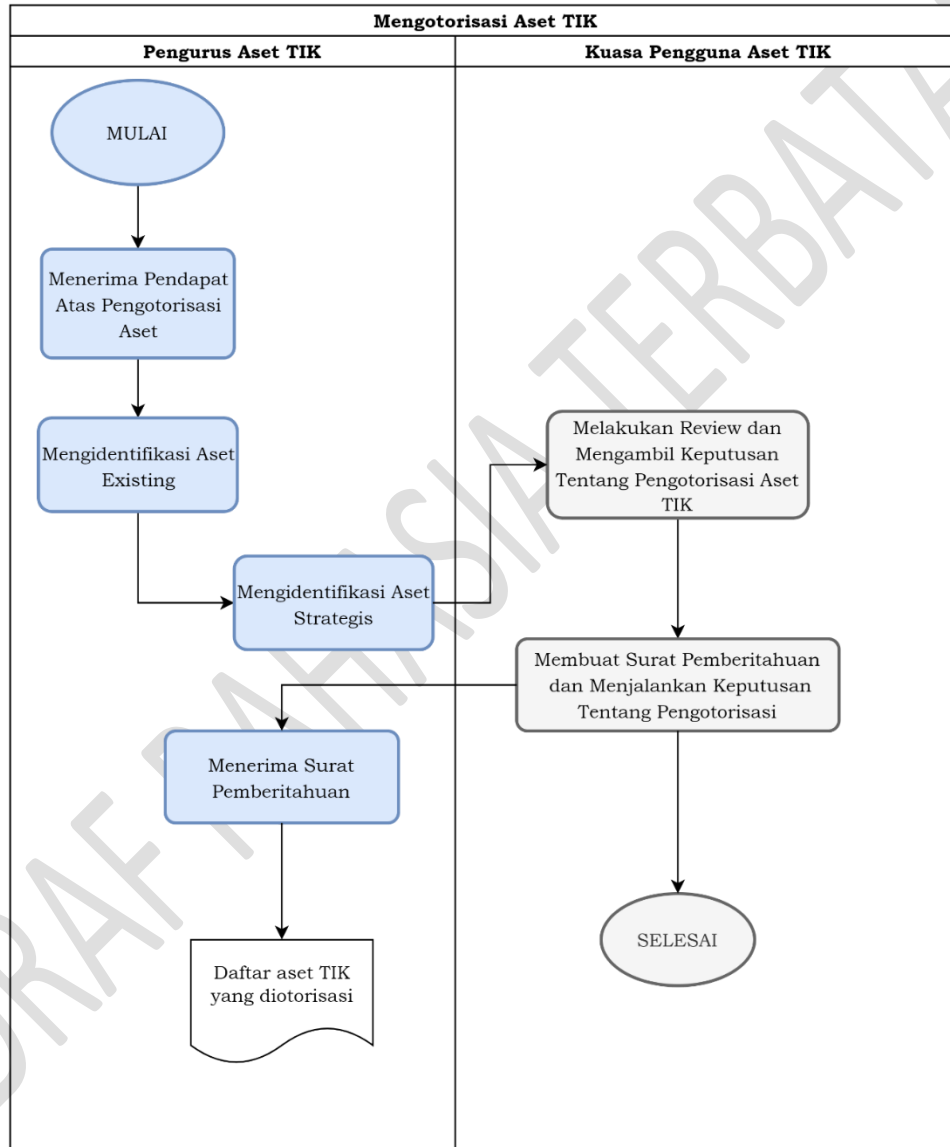 Mengotorisasi Aset TIK
Pengurus Aset TIK
Kuasa Pengguna Aset TIK
MULAI
Menerima Pendapat
Atas Pengotorisasi
Aset
Mengidentifikasi Aset
Existing
Mengidentifikasi Aset
Strategis
Melakukan Review dan
Mengambil Keputusan
Tentang Pengotorisasi Aset
TIK
Membuat Surat Pemberitahuan
dan Menjalankan Keputusan
Tentang Pengotorisasi
Menerima Surat
Pemberitahuan
Daftar aset TIK
yang diotorisasi
SELESAI
DRAF RAHASIA TERBATA